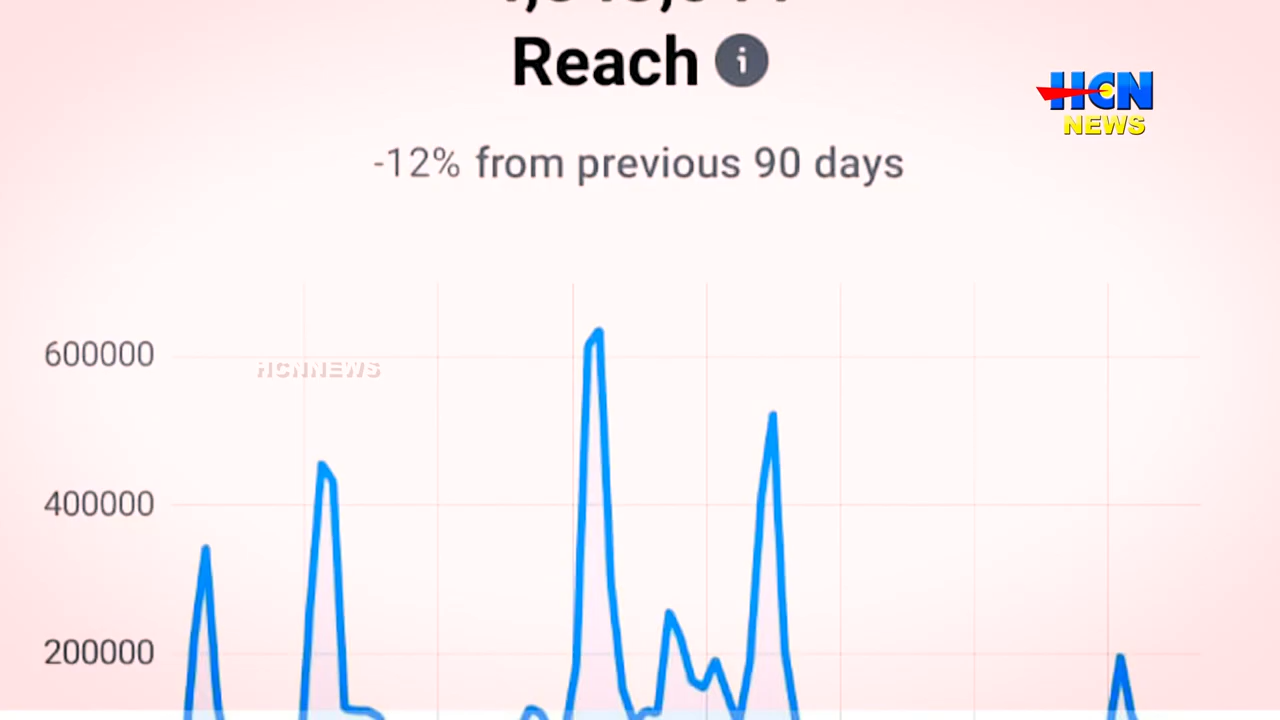 Reach
HCN
NEWS
-12% from previous 90 days
600000
HCNNEWS
400000
200000